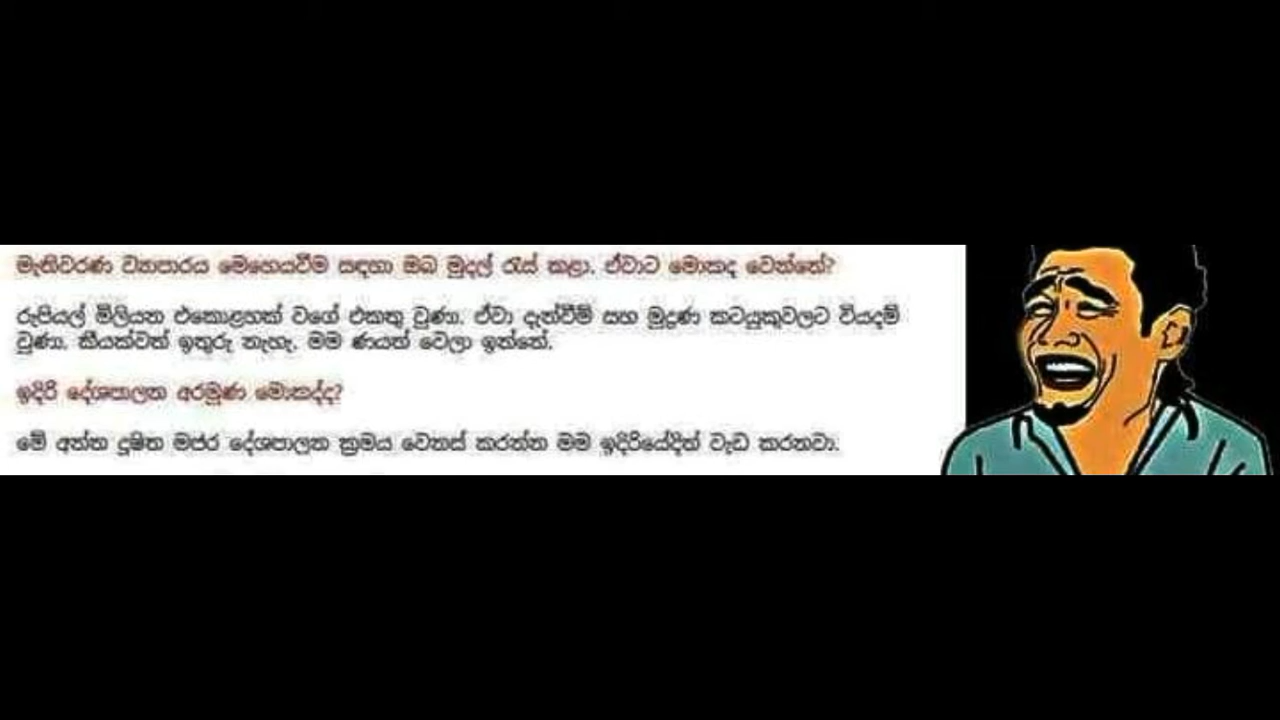 මැතිවරණ ව්‍යාපාරය මෙහෙයවීම සඳහා ඔබ මුදල් රැස් කළා. ඒවාට මොකද වෙන්නේ?
රුපියල් මිලියන එකොළහක් වගේ එකතු වුණා. ඒවා දැන්වීම් සහ මුද්‍රණ කටයුතුවලට වියදම්
වුණා. කීයක්වත් ඉතුරු නැහැ. මම ණයත් වෙලා ඉන්නේ.
ඉදිරි දේශපාලන අරමුණ මොකද්ද?
මේ අන්ත දූෂිත මජර දේශපාලන ක්‍රමය වෙනස් කරන්න මම ඉදිරියේදිත් වැඩ කරනවා.